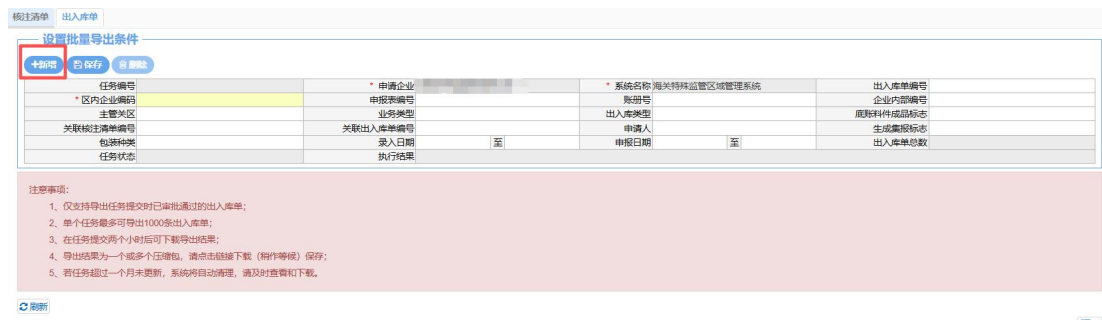 核注清单 出入库单
设置批量导出条件
+新增 保存 删除
任务编号 * 申请企业 * 系统名称 海关特殊监管区域管理系统 出入库单编号
* 区内企业编码 申报表编号 账册号 企业内部编号
主管关区 业务类型 出入库类型 底账料件成品标志
关联核注清单编号 关联出入库单编号 申请人 生成集报标志
包装种类 录入日期 至 申报日期 至 出入库单总数
任务状态 执行结果
注意事项:
1、仅支持导出任务提交时已审批通过的出入库单;
2、单个任务最多可导出1000条出入库单;
3、在任务提交两个小时后可下载导出结果;
4、导出结果为一个或多个压缩包, 请点击链接下载(稍作等候)保存;
5、若任务超过一个月未更新, 系统将自动清理, 请及时查看和下载。
刷新